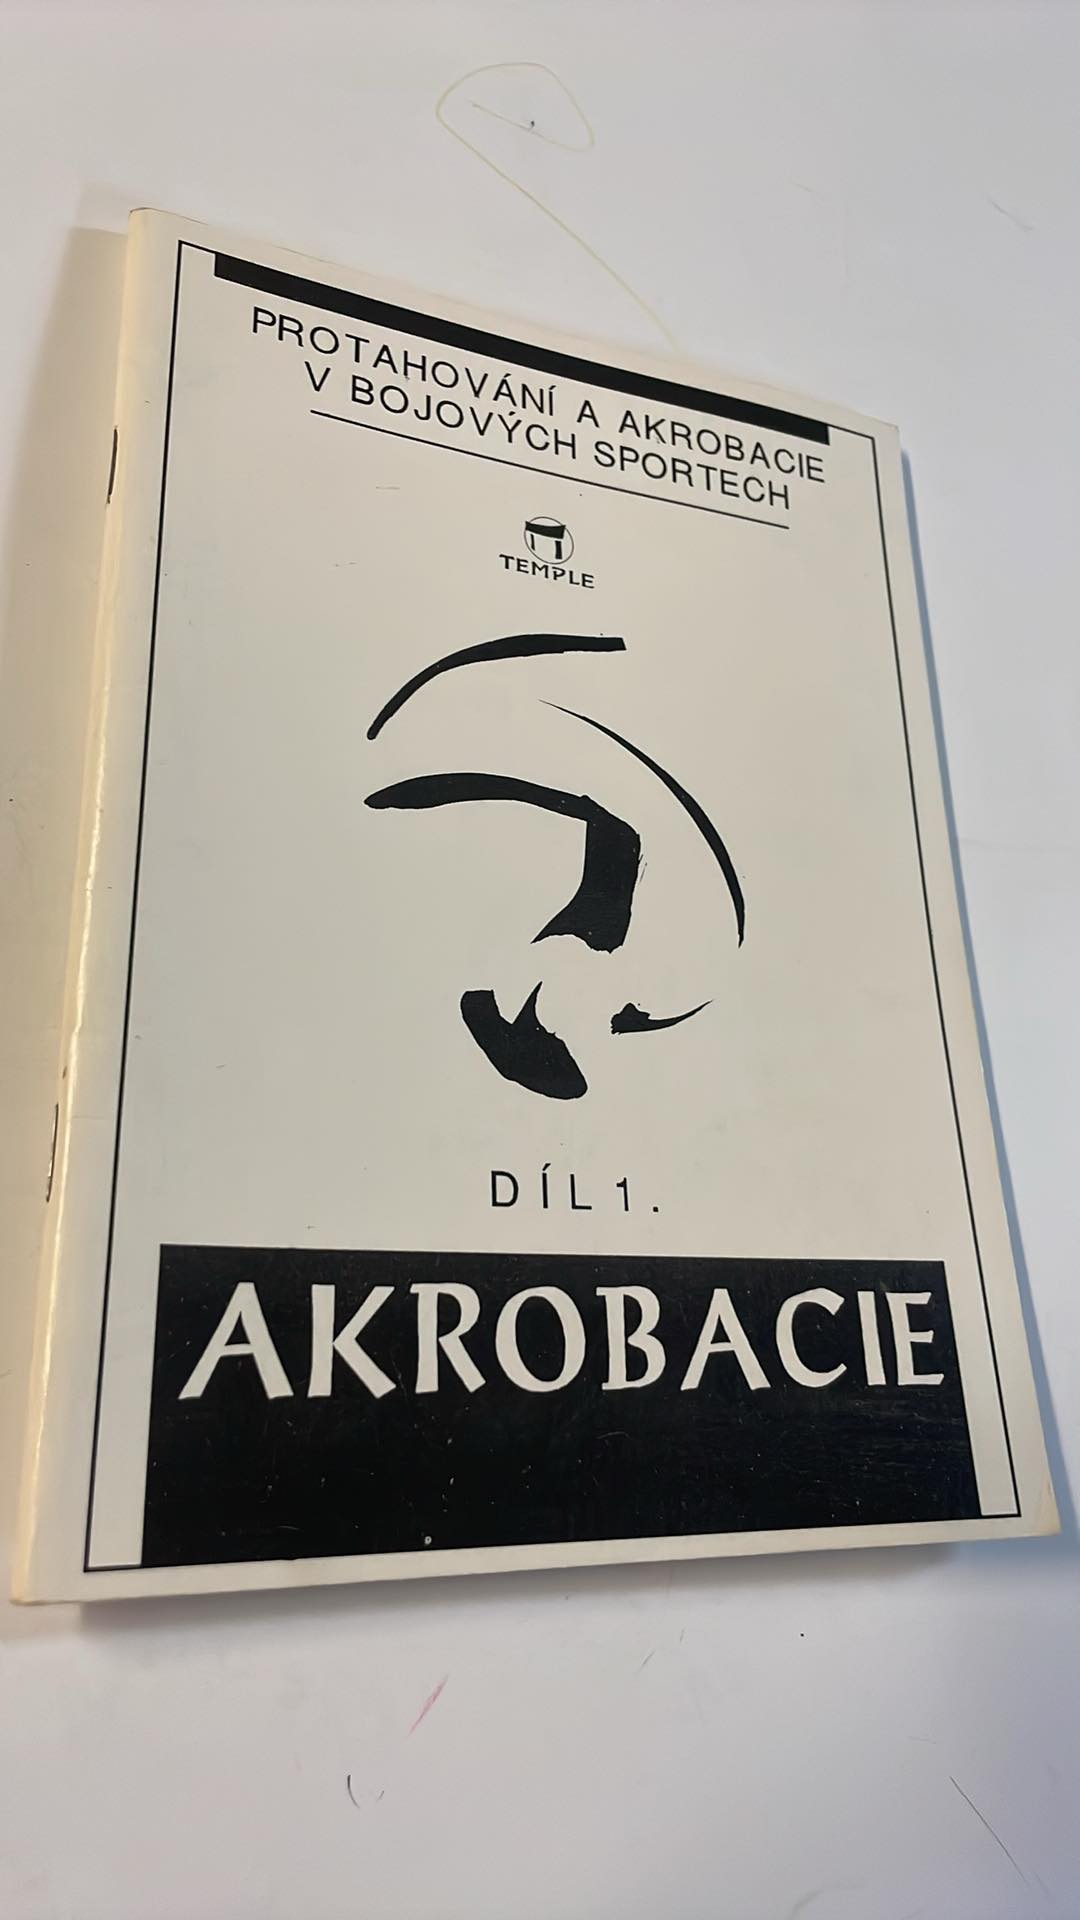 PROTAHOVÁNÍ A AKROBACIE
V BOJOVÝCH SPORTECH
TEMPLE
DÍL 1.
AKROBACIE